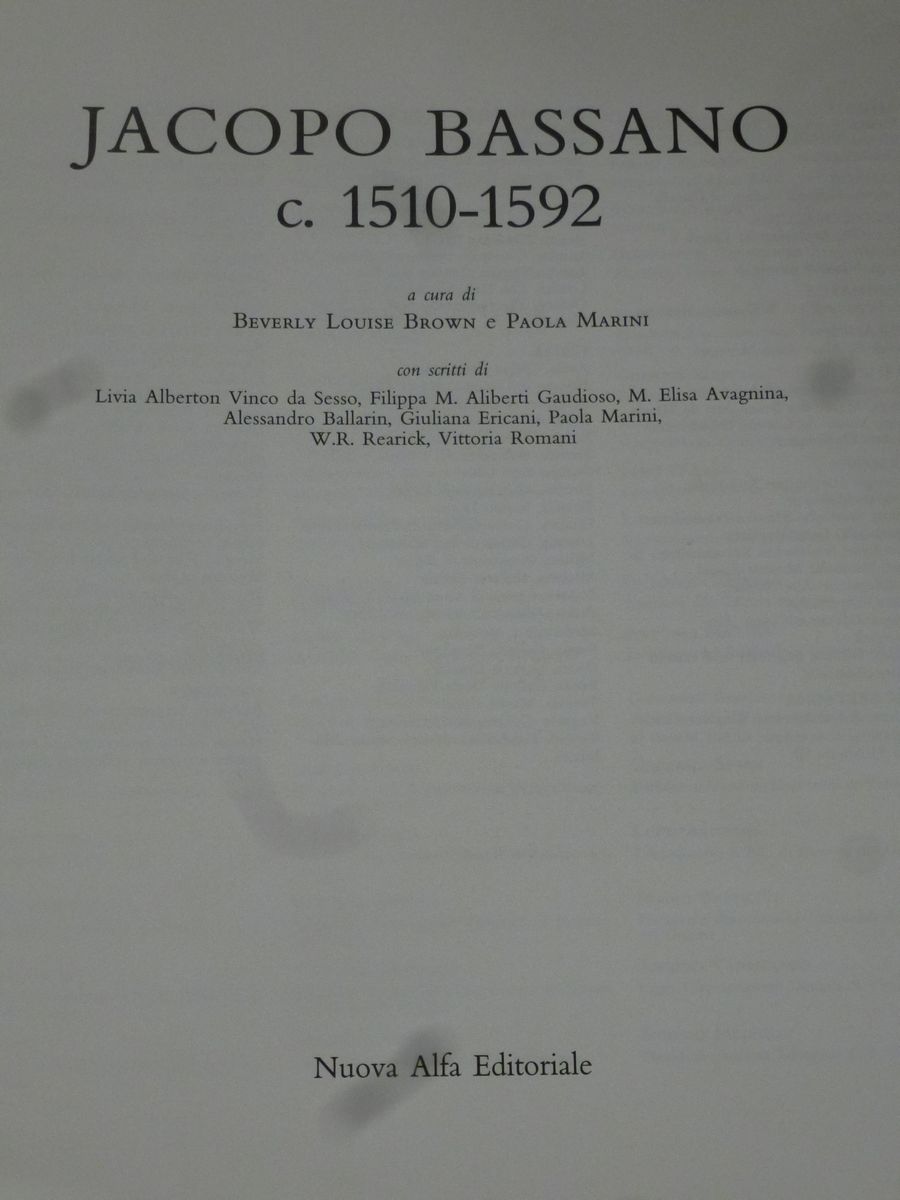 JACOPO BASSANO
c. 1510-1592
a cura di
BEVERLY LOUISE BROWN e PAOLA MARINI
con scritti di
Livia Alberton Vinco da Sesso, Filippa M. Aliberti Gaudioso, M. Elisa Avagnina,
Alessandro Ballarin, Giuliana Ericani, Paola Marini,
W.R. Rearick, Vittoria Romani
Nuova Alfa Editoriale